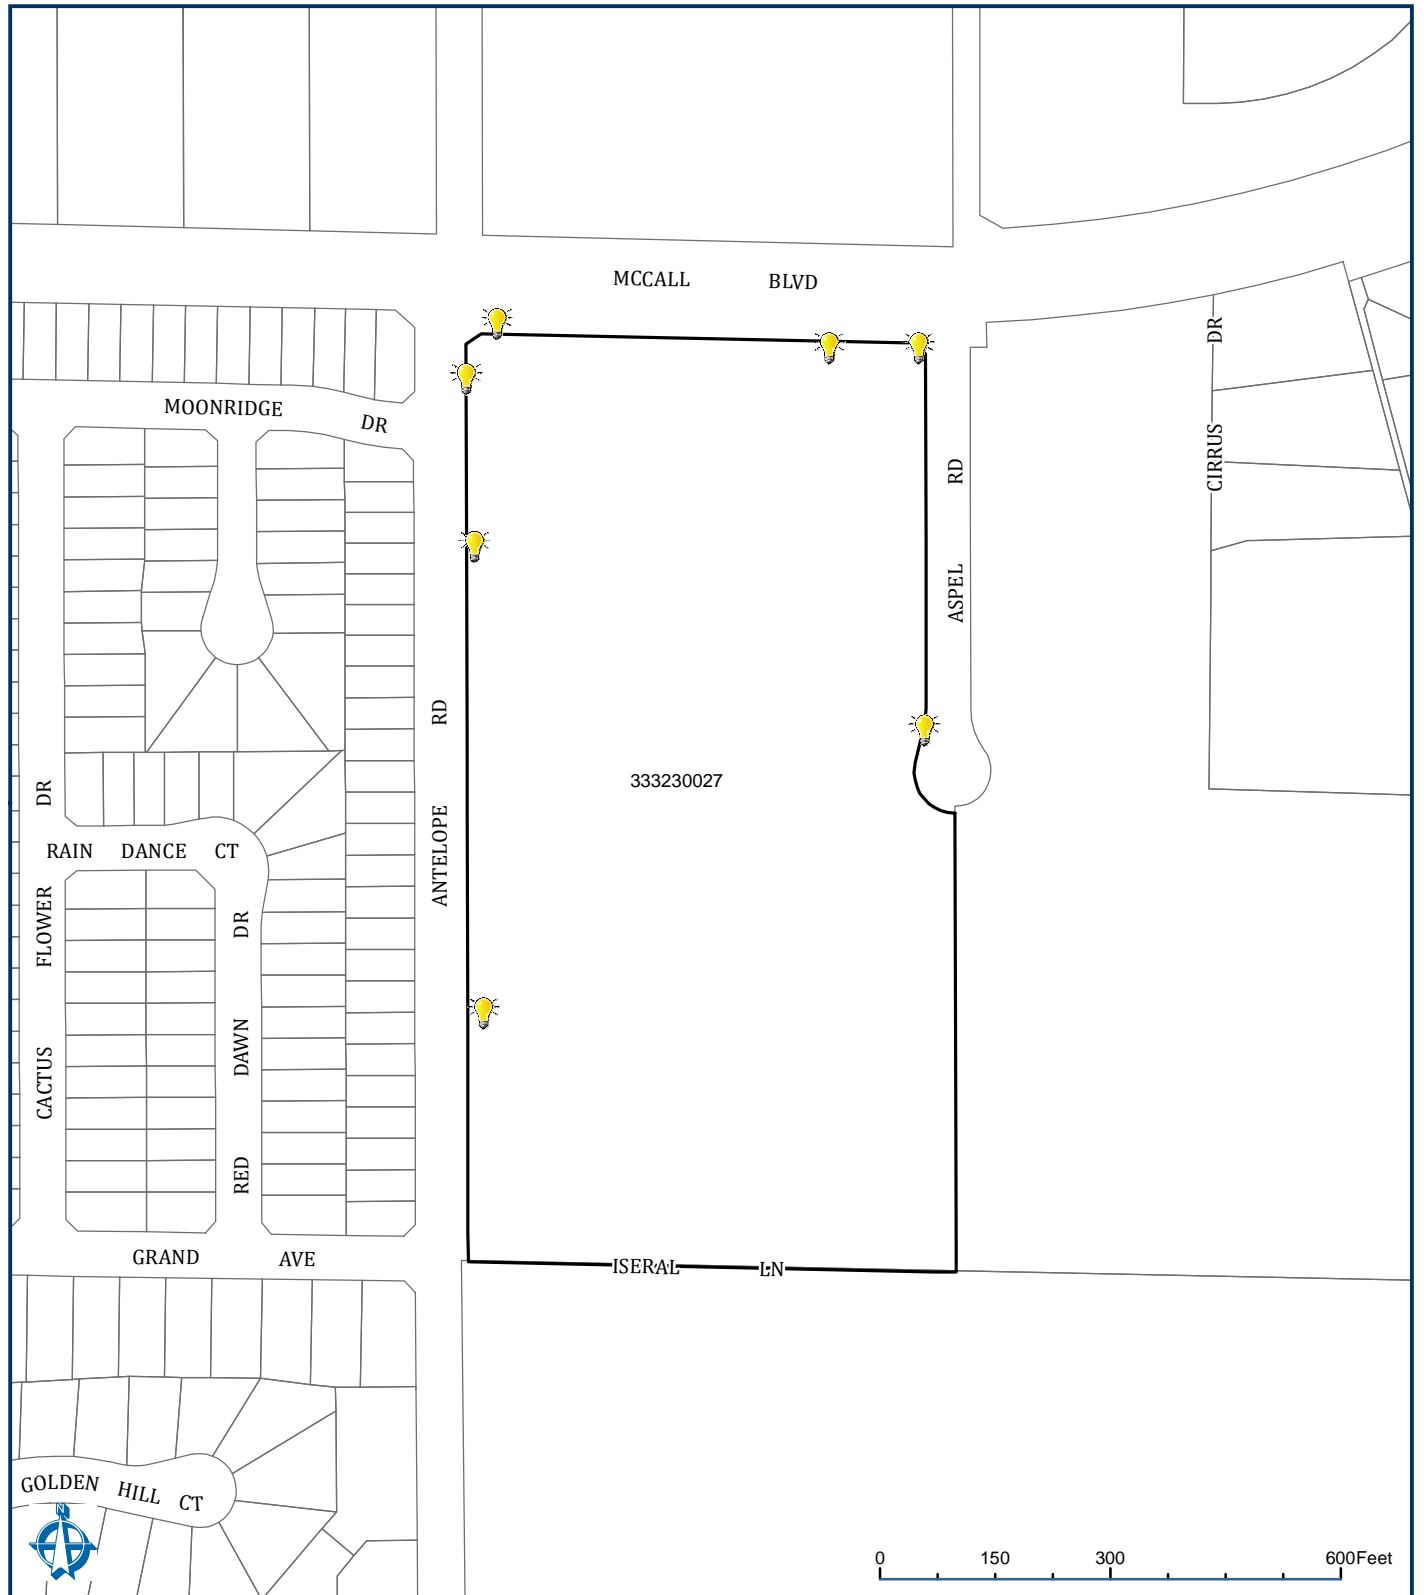 MCCALL BLVD
DR
MOONRIDGE DR
CIRRUS
RD
ASPEL
RD
333230027
DR
ANTELOPE
RAIN DANCE CT
FLOWER
DR
DAWN
CACTUS
RED
GRAND AVE
ISERAL LN
GOLDEN HILL CT
N
0 150 300 600Feet